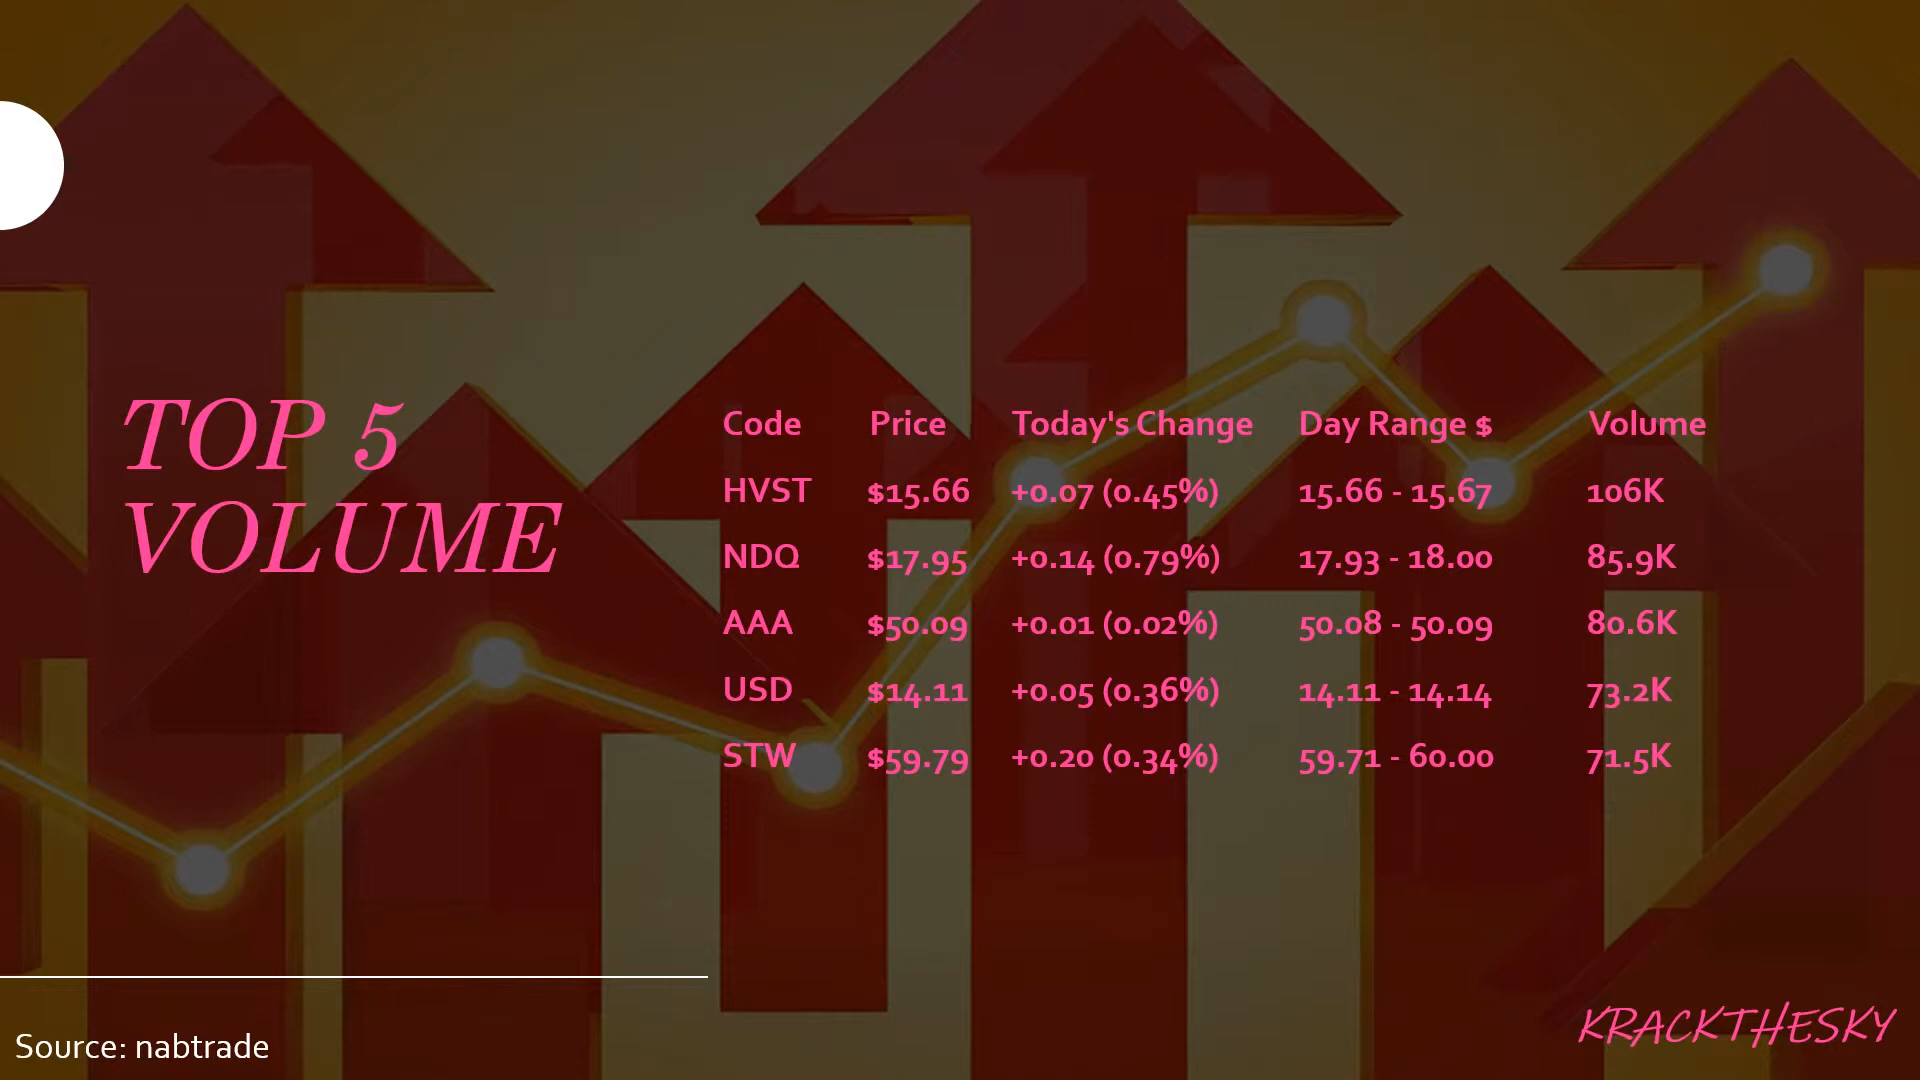 TOP 5
VOLUME
Code Price Today's Change Day Range $ Volume
HVST $15.66 +0.07 (0.45%) 15.66 - 15.67 106K
NDQ $17.95 +0.14 (0.79%) 17.93 - 18.00 85.9K
AAA $50.09 +0.01 (0.02%) 50.08 - 50.09 80.6K
USD $14.11 +0.05 (0.36%) 14.11 - 14.14 73.2K
STW $59.79 +0.20 (0.34%) 59.71 - 60.00 71.5K
Source: nabtrade
KRACKTHESKY